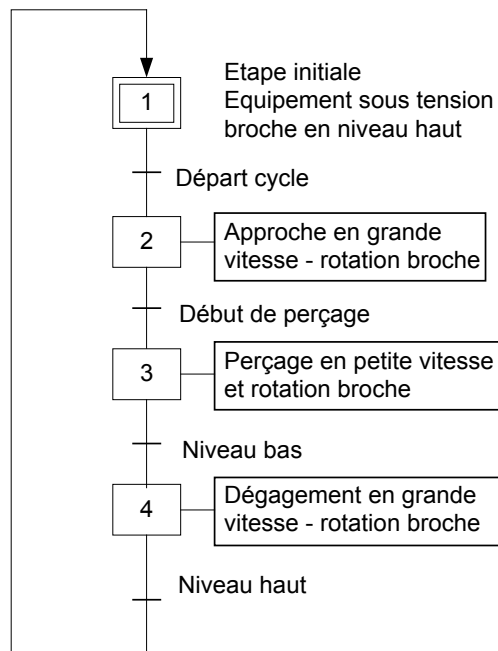 1
Etape initiale
Equipement sous tension
broche en niveau haut
Départ cycle
2
Approche en grande
vitesse - rotation broche
Début de perçage
3
Perçage en petite vitesse
et rotation broche
Niveau bas
4
Dégagement en grande
vitesse - rotation broche
Niveau haut